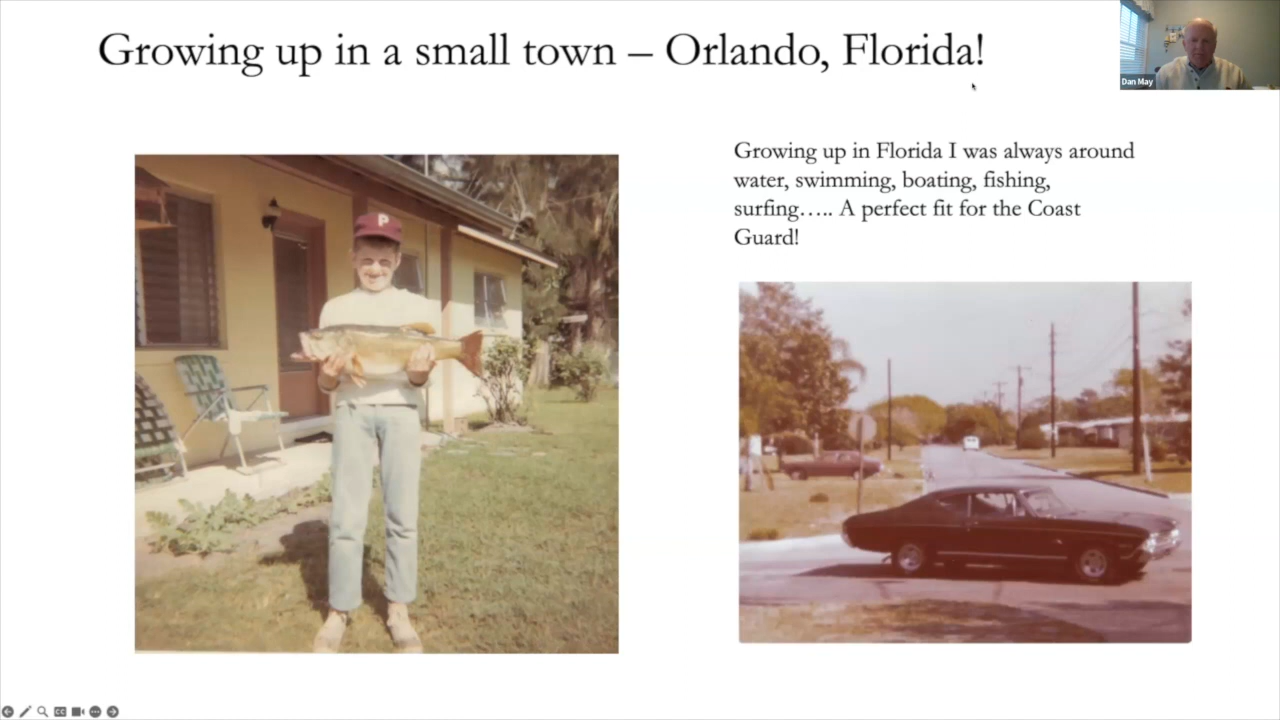 Growing up in a small town – Orlando, Florida!
Dan May
Growing up in Florida I was always around
water, swimming, boating, fishing,
surfing….. A perfect fit for the Coast
Guard!
P
CC